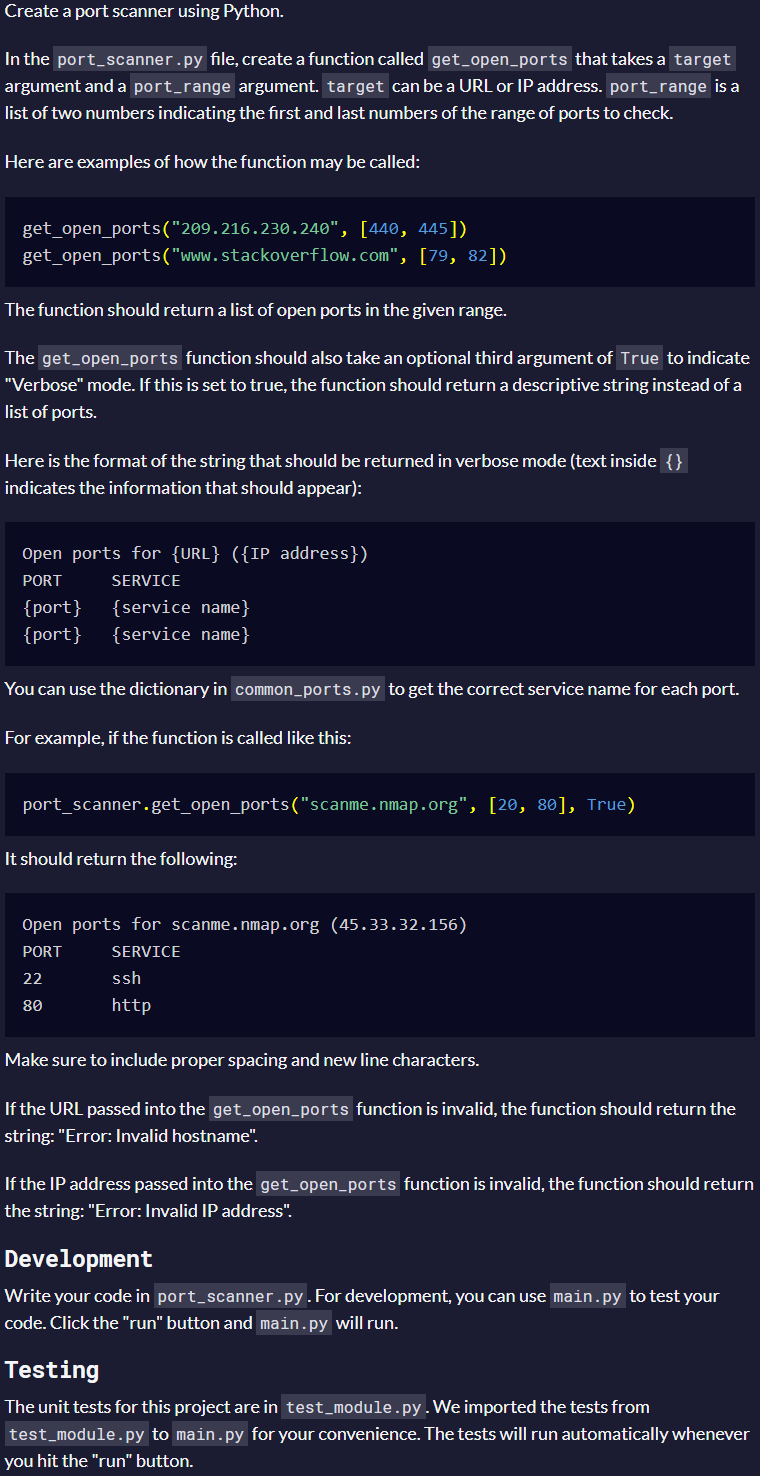 Create a port scanner using Python.
In the port_scanner.py file, create a function called get_open_ports that takes a target
argument and a port_range argument. target can be a URL or IP address. port_range is a
list of two numbers indicating the first and last numbers of the range of ports to check.
Here are examples of how the function may be called:
get_open_ports("209.216.230.240", [440, 445])
get_open_ports("www.stackoverflow.com", [79, 82])
The function should return a list of open ports in the given range.
The get_open_ports function should also take an optional third argument of True to indicate
"Verbose" mode. If this is set to true, the function should return a descriptive string instead of a
list of ports.
Here is the format of the string that should be returned in verbose mode (text inside {}
indicates the information that should appear):
Open ports for {URL} ({IP address})
PORT     SERVICE
{port}   {service name}
{port}   {service name}
You can use the dictionary in common_ports.py to get the correct service name for each port.
For example, if the function is called like this:
port_scanner.get_open_ports("scanme.nmap.org", [20, 80], True)
It should return the following:
Open ports for scanme.nmap.org (45.33.32.156)
PORT     SERVICE
22       ssh
80       http
Make sure to include proper spacing and new line characters.
If the URL passed into the get_open_ports function is invalid, the function should return the
string: "Error: Invalid hostname".
If the IP address passed into the get_open_ports function is invalid, the function should return
the string: "Error: Invalid IP address".
Development
Write your code in port_scanner.py. For development, you can use main.py to test your
code. Click the "run" button and main.py will run.
Testing
The unit tests for this project are in test_module.py. We imported the tests from
test_module.py to main.py for your convenience. The tests will run automatically whenever
you hit the "run" button.